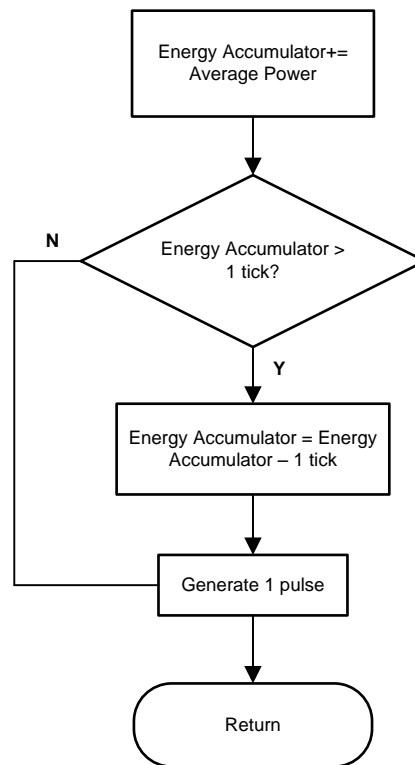 Energy Accumulator+=
Average Power
N
Energy Accumulator >
1 tick?
Y
Energy Accumulator = Energy
Accumulator – 1 tick
Generate 1 pulse
Return